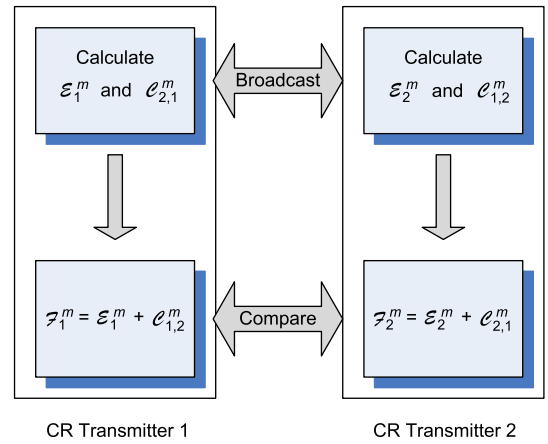 Calculate
ℰ₁ᵐ and 𝒞₂,₁ᵐ
Broadcast
Calculate
ℰ₂ᵐ and 𝒞₁,₂ᵐ
ℱ₁ᵐ = ℰ₁ᵐ + 𝒞₁,₂ᵐ
Compare
ℱ₂ᵐ = ℰ₂ᵐ + 𝒞₂,₁ᵐ
CR Transmitter 1
CR Transmitter 2